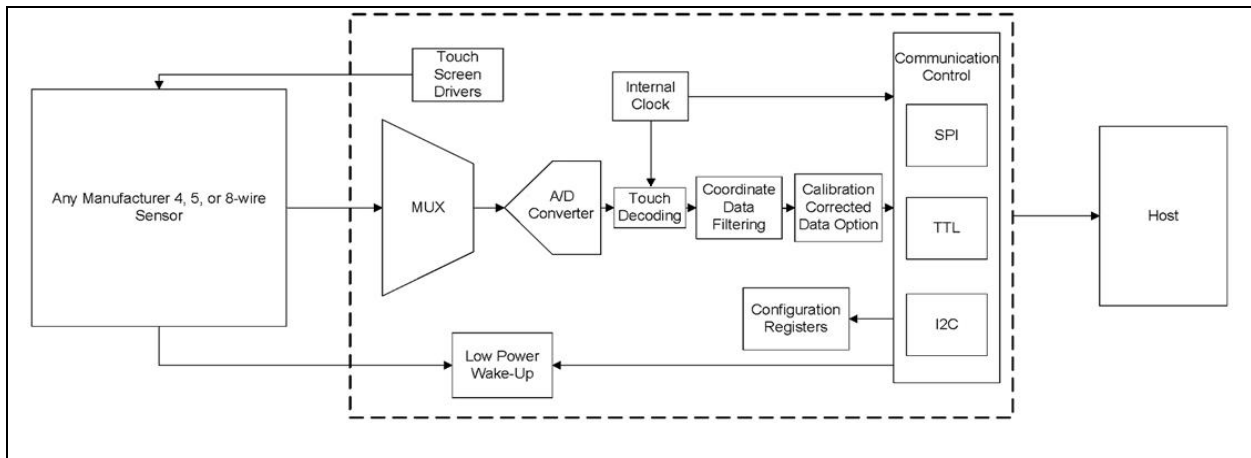 Touch
Screen
Drivers
Communication
Control
Internal
Clock
SPI
Any Manufacturer 4, 5, or 8-wire
Sensor
MUX
A/D
Converter
Touch
Decoding
Coordinate
Data
Filtering
Calibration
Corrected
Data Option
TTL
Host
Configuration
Registers
I2C
Low Power
Wake-Up